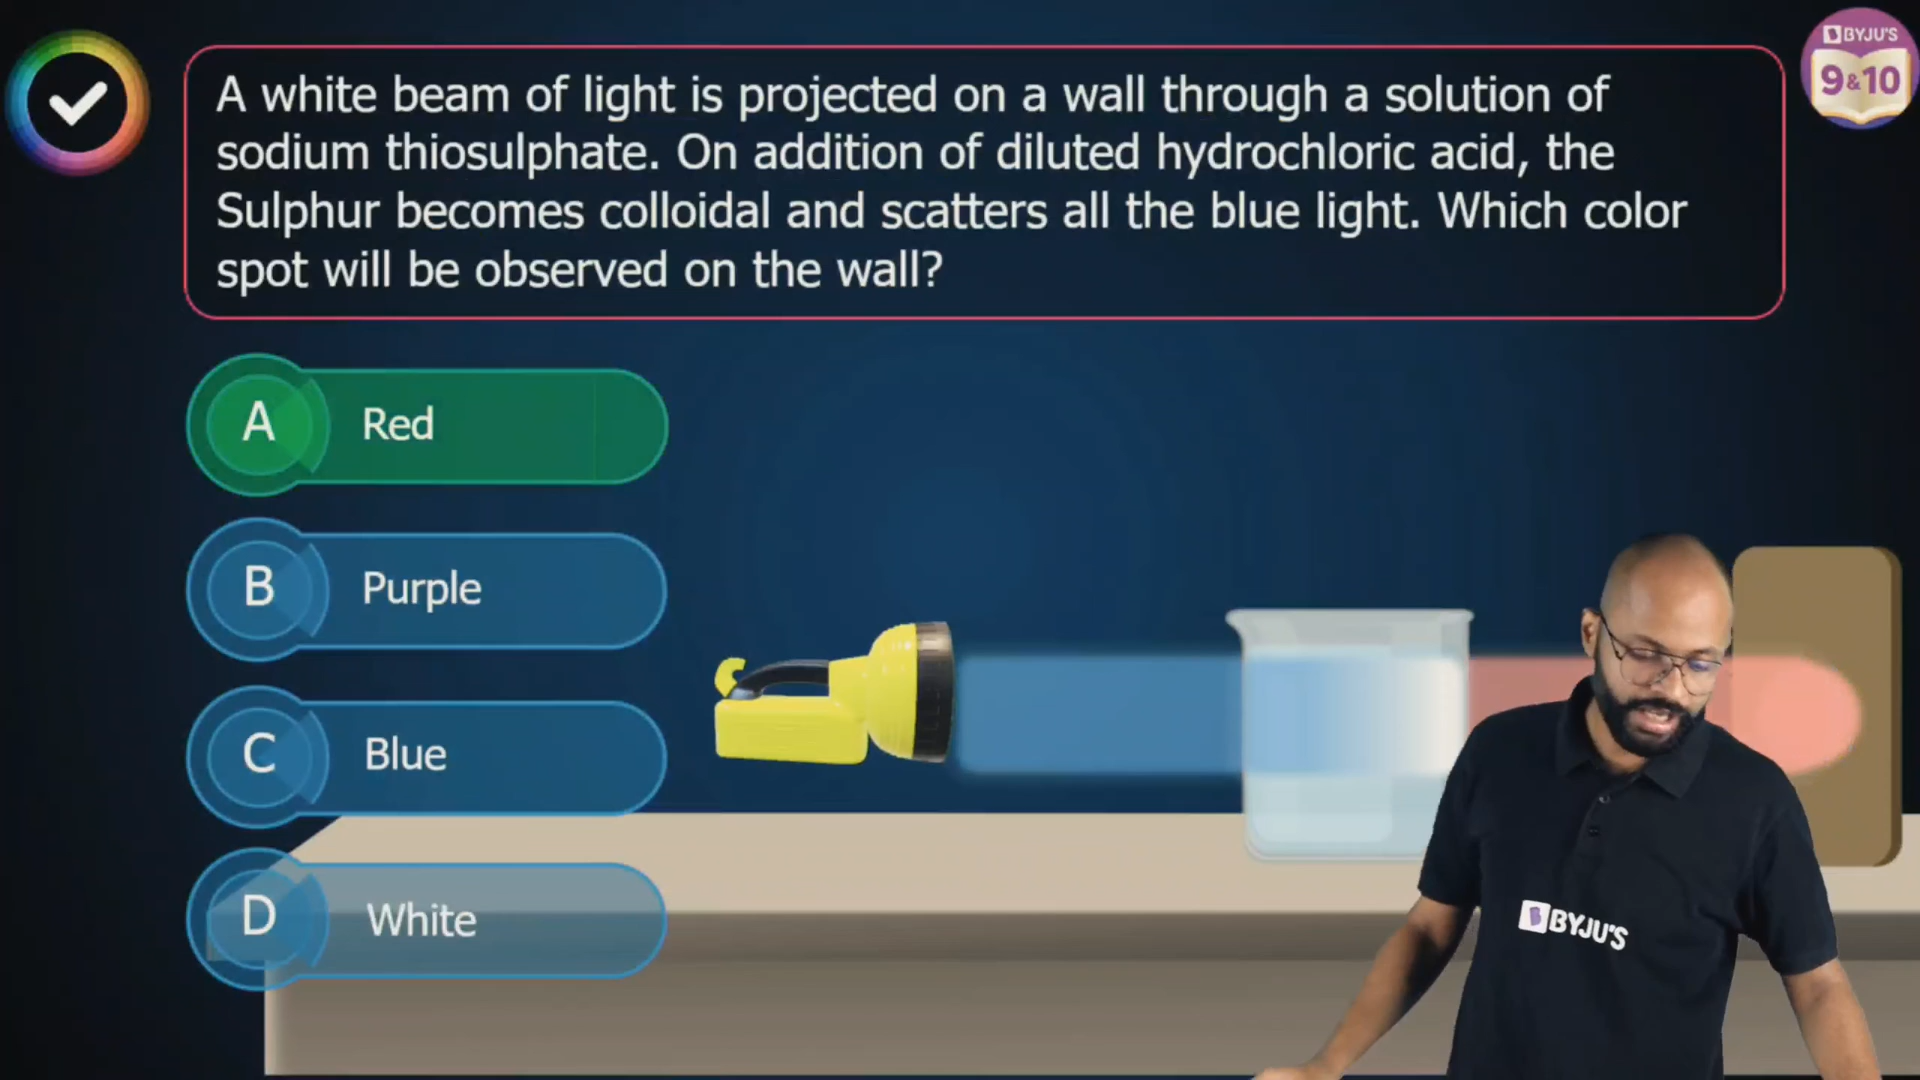 BYJU'S
9&10
A white beam of light is projected on a wall through a solution of
sodium thiosulphate. On addition of diluted hydrochloric acid, the
Sulphur becomes colloidal and scatters all the blue light. Which color
spot will be observed on the wall?
A Red
B Purple
C Blue
D White
BYJU'S